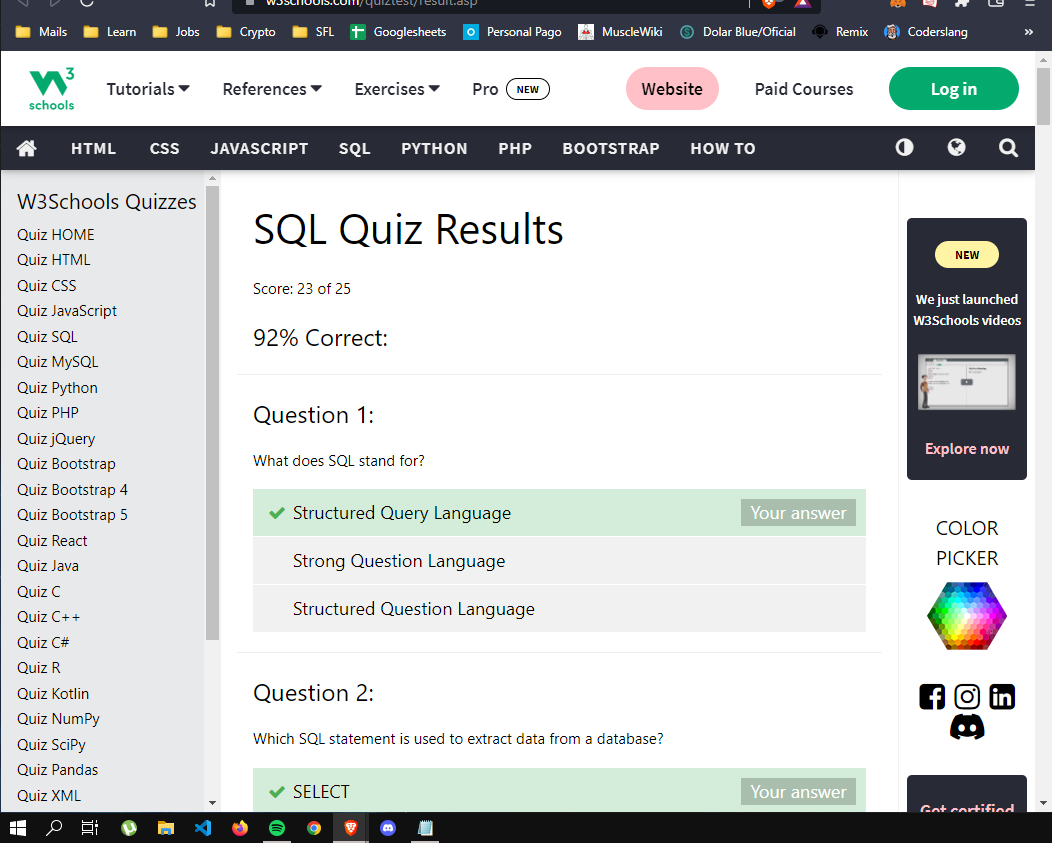 w3schools.com/quiztest/result.asp
Mails Learn Jobs Crypto SFL Googlesheets Personal Pago MuscleWiki Dolar Blue/Oficial Remix Coderslang »
W3 schools Tutorials References Exercises Pro NEW Website Paid Courses Log in
HTML CSS JAVASCRIPT SQL PYTHON PHP BOOTSTRAP HOW TO
W3Schools Quizzes
Quiz HOME
Quiz HTML
Quiz CSS
Quiz JavaScript
Quiz SQL
Quiz MySQL
Quiz Python
Quiz PHP
Quiz jQuery
Quiz Bootstrap
Quiz Bootstrap 4
Quiz Bootstrap 5
Quiz React
Quiz Java
Quiz C
Quiz C++
Quiz C#
Quiz R
Quiz Kotlin
Quiz NumPy
Quiz SciPy
Quiz Pandas
Quiz XML
SQL Quiz Results
Score: 23 of 25
92% Correct:
Question 1:
What does SQL stand for?
Structured Query Language Your answer
Strong Question Language
Structured Question Language
Question 2:
Which SQL statement is used to extract data from a database?
SELECT Your answer
NEW
We just launched
W3Schools videos
Explore now
COLOR
PICKER
Get certified